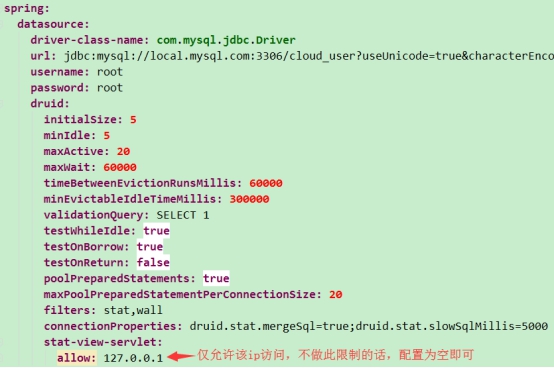 spring:
datasource:
driver-class-name: com.mysql.jdbc.Driver
url: jdbc:mysql://local.mysql.com:3306/cloud_user?useUnicode=true&characterEnco
username: root
password: root
druid:
initialSize: 5
minIdle: 5
maxActive: 20
maxWait: 60000
timeBetweenEvictionRunsMillis: 60000
minEvictableIdleTimeMillis: 300000
validationQuery: SELECT 1
testWhileIdle: true
testOnBorrow: true
testOnReturn: false
poolPreparedStatements: true
maxPoolPreparedStatementPerConnectionSize: 20
filters: stat,wall
connectionProperties: druid.stat.mergeSql=true;druid.stat.slowSqlMillis=5000
stat-view-servlet:
allow: 127.0.0.1 仅允许该ip访问，不做此限制的话，配置为空即可